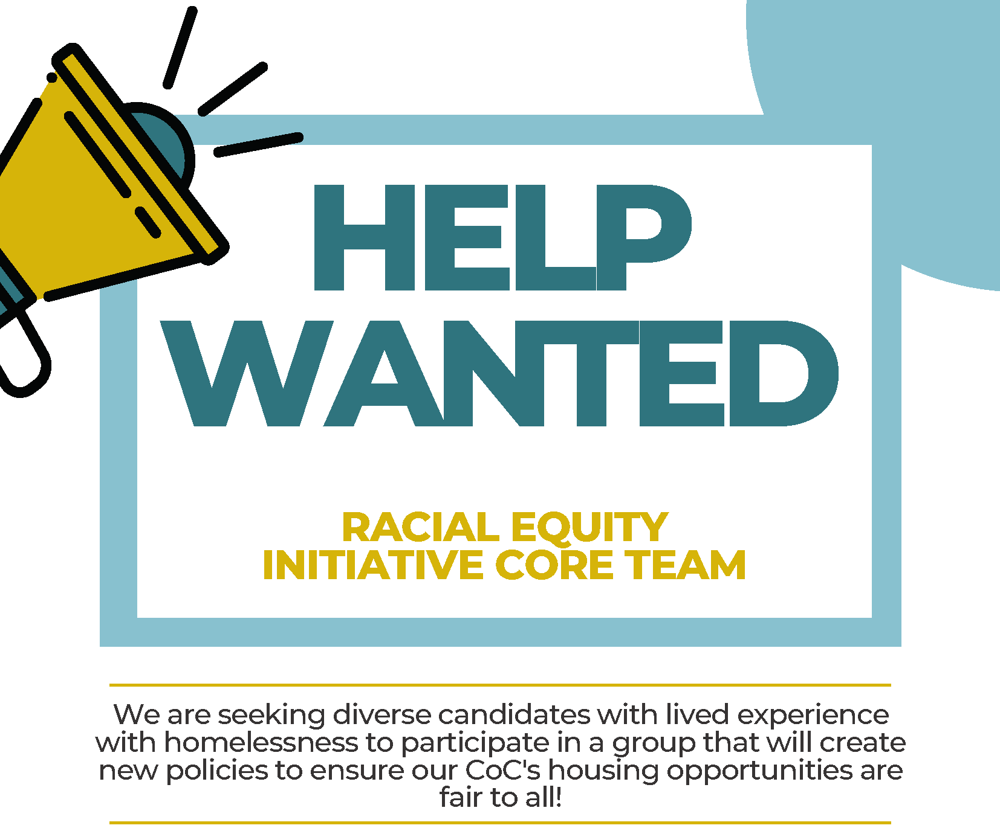 HELP
WANTED
RACIAL EQUITY
INITIATIVE CORE TEAM
We are seeking diverse candidates with lived experience
with homelessness to participate in a group that will create
new policies to ensure our CoC's housing opportunities are
fair to all!